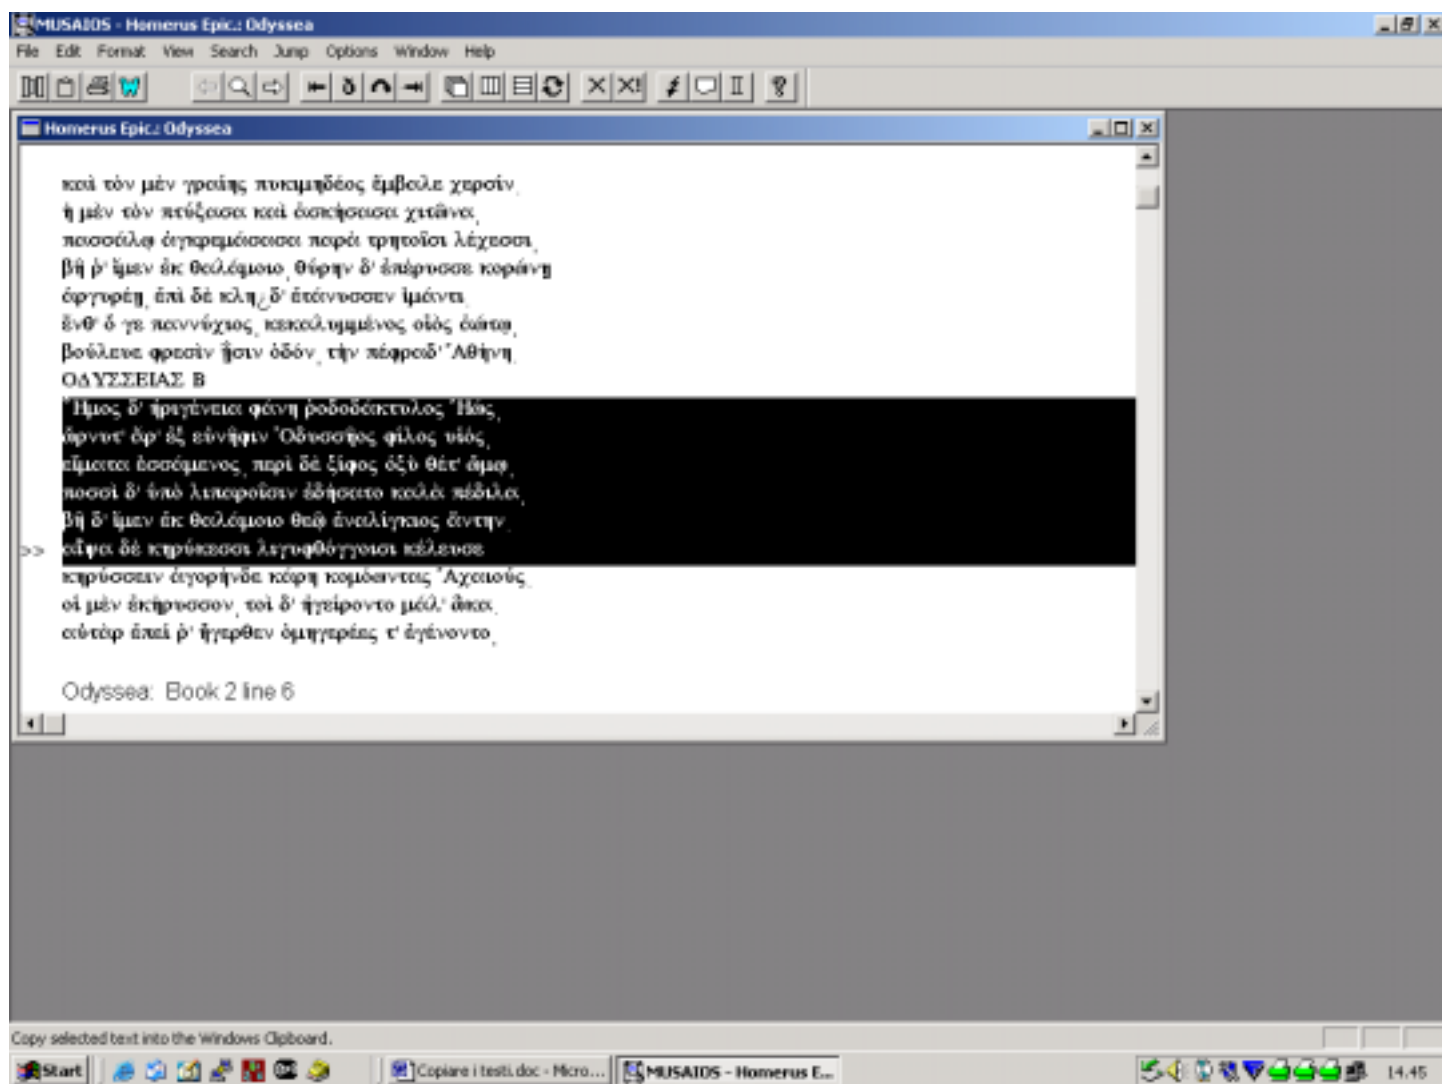 MUSAIOS - Homerus Epic.: Odyssea
File Edit Format View Search Jump Options Window Help
Homerus Epic.: Odyssea
καὶ τὸν μὲν γραίης πυκιμηδέος ἔμβαλε χερσίν.
ἡ μὲν τὸν πτύξασα καὶ ἀσκήσασα χιτῶνα,
πασσάλῳ ἀγκρεμάσασα παρὰ τρητοῖσι λέχεσσι,
βῆ ῥ' ἴμεν ἐκ θαλάμοιο, θύρην δ' ἐπέρυσσε κορώνῃ
ἀργυρέῃ, ἐπὶ δὲ κλη¿δ' ἐτάνυσσεν ἱμάντι.
ἔνθ' ὅ γε παννύχιος, κεκαλυμμένος οἰὸς ἀώτῳ,
βούλευε φρεσὶν ᾗσιν ὁδόν, τὴν πέφραδ' Ἀθήνη.
ΟΔΥΣΣΕΙΑΣ Β
Ἦμος δ' ἠριγένεια φάνη ῥοδοδάκτυλος Ἠώς,
ὤρνυτ' ἄρ' ἐξ εὐνῆφιν Ὀδυσσῆος φίλος υἱός,
εἵματα ἑσσάμενος, περὶ δὲ ξίφος ὀξὺ θέτ' ὤμῳ,
ποσσὶ δ' ὑπὸ λιπαροῖσιν ἐδήσατο καλὰ πέδιλα,
βῆ δ' ἴμεν ἐκ θαλάμοιο θεῷ ἐναλίγκιος ἄντην.
>> αἶψα δὲ κηρύκεσσι λιγυφθόγγοισι κέλευσε
κηρύσσειν ἀγορήνδε κάρη κομόωντας Ἀχαιούς.
οἱ μὲν ἐκήρυσσον, τοὶ δ' ἠγείροντο μάλ' ὦκα.
αὐτὰρ ἐπεί ῥ' ἤγερθεν ὁμηγερέες τ' ἐγένοντο,
Odyssea: Book 2 line 6
Copy selected text into the Windows Clipboard.
Start Copiare i testi.doc - Micro... MUSAIOS - Homerus E... 14.45